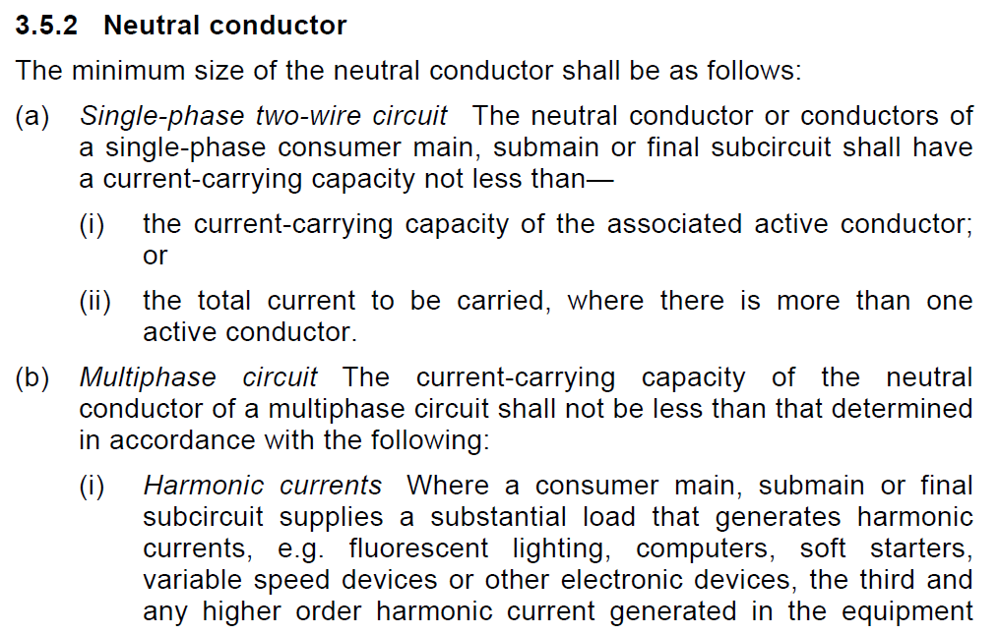 3.5.2 Neutral conductor
The minimum size of the neutral conductor shall be as follows:
(a) Single-phase two-wire circuit The neutral conductor or conductors of
a single-phase consumer main, submain or final subcircuit shall have
a current-carrying capacity not less than—
(i) the current-carrying capacity of the associated active conductor;
or
(ii) the total current to be carried, where there is more than one
active conductor.
(b) Multiphase circuit The current-carrying capacity of the neutral
conductor of a multiphase circuit shall not be less than that determined
in accordance with the following:
(i) Harmonic currents Where a consumer main, submain or final
subcircuit supplies a substantial load that generates harmonic
currents, e.g. fluorescent lighting, computers, soft starters,
variable speed devices or other electronic devices, the third and
any higher order harmonic current generated in the equipment